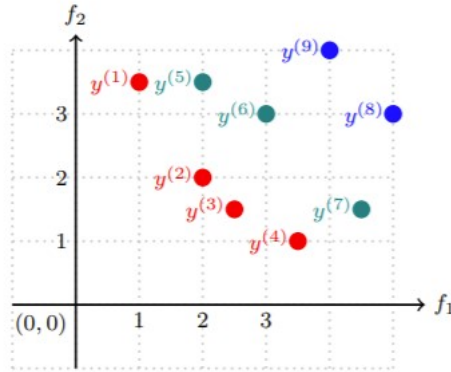 f₂
y⁽⁹⁾
y⁽¹⁾ y⁽⁵⁾
3 y⁽⁶⁾ y⁽⁸⁾
2 y⁽²⁾
y⁽³⁾ y⁽⁷⁾
1 y⁽⁴⁾
f₁
(0, 0) 1 2 3